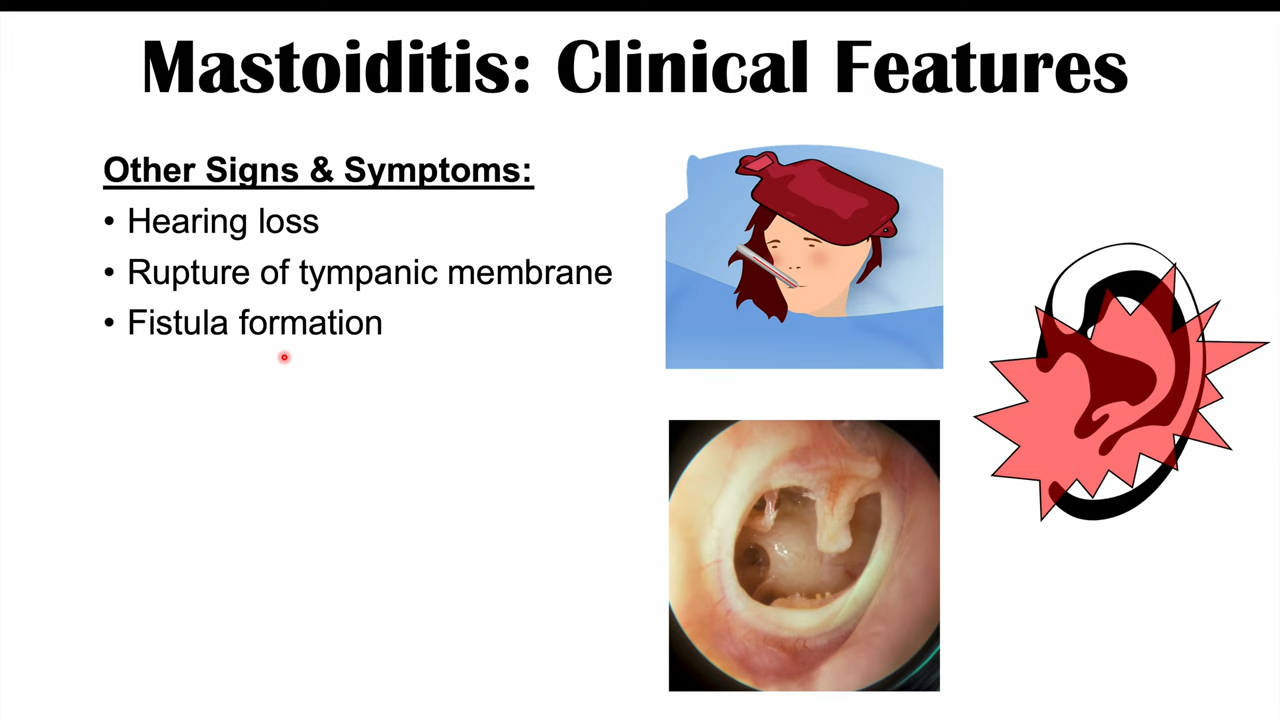 Mastoiditis: Clinical Features
Other Signs & Symptoms:
• Hearing loss
• Rupture of tympanic membrane
• Fistula formation